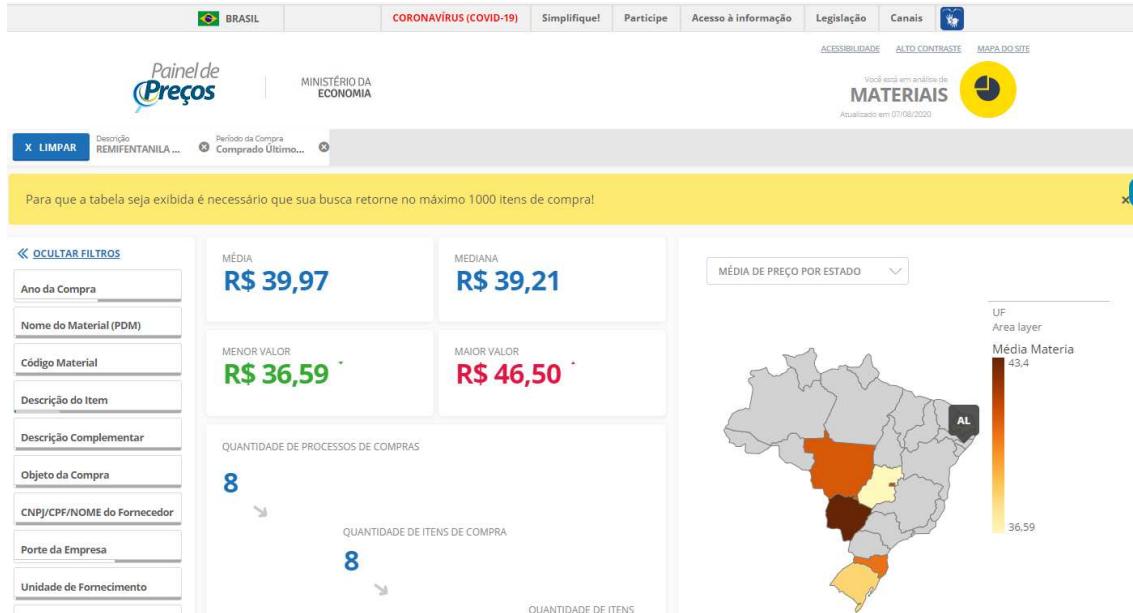 BRASIL
CORONAVÍRUS (COVID-19)
Simplifique!
Participe
Acesso à informação
Legislação
Canais
ACESSIBILIDADE
ALTO CONTRASTE
MAPA DO SITE
Painel de
Preços
MINISTÉRIO DA
ECONOMIA
Você está em análise de
MATERIAIS
Atualizado em 07/08/2020
X LIMPAR
Descrição
REMIFENTANILA ...
Período da Compra
Comprado Último...
Para que a tabela seja exibida é necessário que sua busca retorne no máximo 1000 itens de compra!
OCULTAR FILTROS
Ano da Compra
Nome do Material (PDM)
Código Material
Descrição do Item
Descrição Complementar
Objeto da Compra
CNPJ/CPF/NOME do Fornecedor
Porte da Empresa
Unidade de Fornecimento
MÉDIA
R$ 39,97
MEDIANA
R$ 39,21
MENOR VALOR
R$ 36,59
MAIOR VALOR
R$ 46,50
QUANTIDADE DE PROCESSOS DE COMPRAS
8
QUANTIDADE DE ITENS DE COMPRA
8
QUANTIDADE DE ITENS
MÉDIA DE PREÇO POR ESTADO
UF
Area layer
Média Materia
43,4
36,59
AL